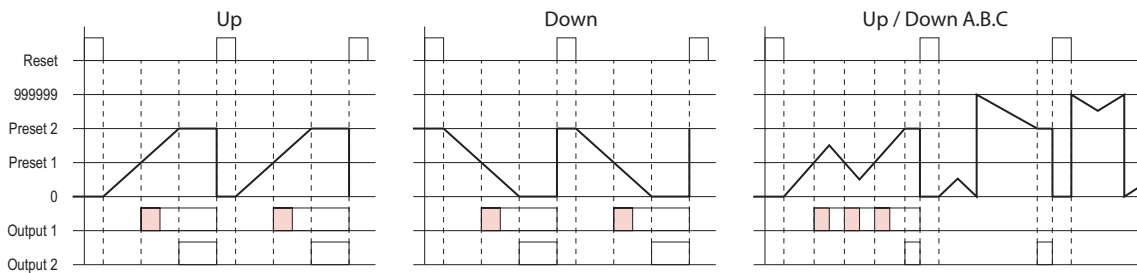 Up
Down
Up / Down A.B.C
Reset
999999
Preset 2
Preset 1
0
Output 1
Output 2